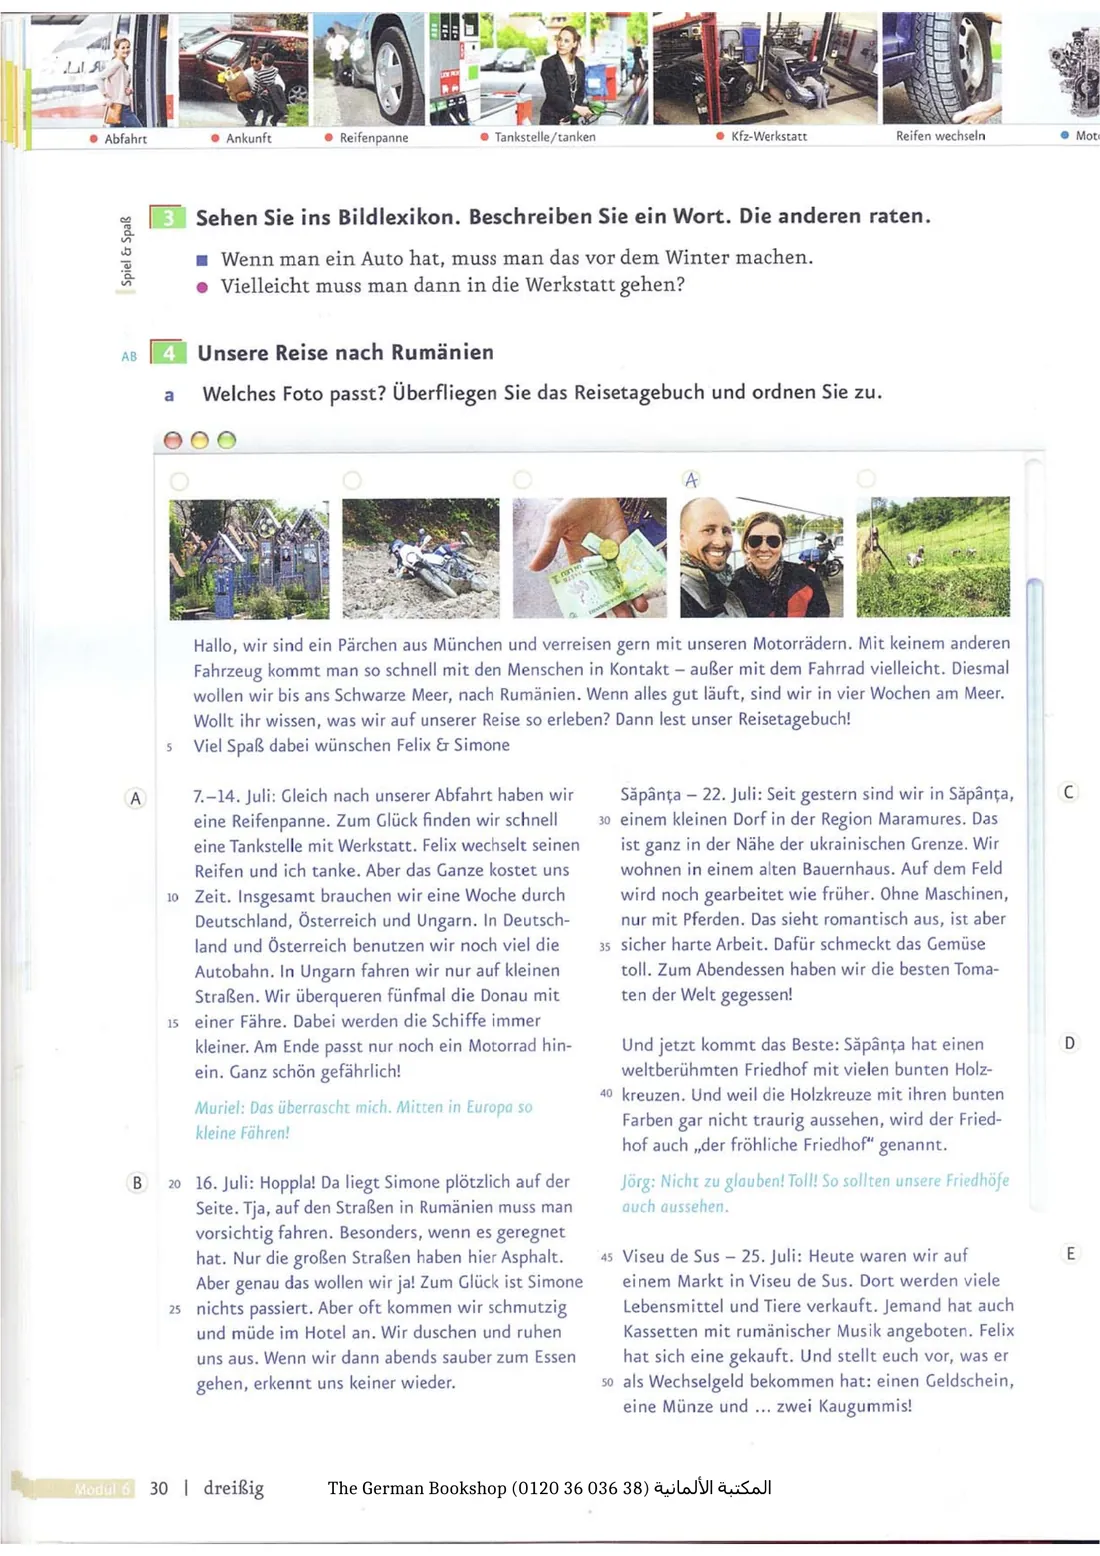 Abfahrt
Ankunft
Reifenpanne
Tankstelle/tanken
Kfz-Werkstatt
Reifen wechseln
Spiel & Spaß
3 Sehen Sie ins Bildlexikon. Beschreiben Sie ein Wort. Die anderen raten.
Wenn man ein Auto hat, muss man das vor dem Winter machen.
Vielleicht muss man dann in die Werkstatt gehen?
AB 4 Unsere Reise nach Rumänien
a Welches Foto passt? Überfliegen Sie das Reisetagebuch und ordnen Sie zu.
A
Hallo, wir sind ein Pärchen aus München und verreisen gern mit unseren Motorrädern. Mit keinem anderen
Fahrzeug kommt man so schnell mit den Menschen in Kontakt – außer mit dem Fahrrad vielleicht. Diesmal
wollen wir bis ans Schwarze Meer, nach Rumänien. Wenn alles gut läuft, sind wir in vier Wochen am Meer.
Wollt ihr wissen, was wir auf unserer Reise so erleben? Dann lest unser Reisetagebuch!
5 Viel Spaß dabei wünschen Felix & Simone
A 7.–14. Juli: Gleich nach unserer Abfahrt haben wir
eine Reifenpanne. Zum Glück finden wir schnell
eine Tankstelle mit Werkstatt. Felix wechselt seinen
Reifen und ich tanke. Aber das Ganze kostet uns
10 Zeit. Insgesamt brauchen wir eine Woche durch
Deutschland, Österreich und Ungarn. In Deutsch-
land und Österreich benutzen wir noch viel die
Autobahn. In Ungarn fahren wir nur auf kleinen
Straßen. Wir überqueren fünfmal die Donau mit
15 einer Fähre. Dabei werden die Schiffe immer
kleiner. Am Ende passt nur noch ein Motorrad hin-
ein. Ganz schön gefährlich!
Muriel: Das überrascht mich. Mitten in Europa so
kleine Fähren!
B 20 16. Juli: Hoppla! Da liegt Simone plötzlich auf der
Seite. Tja, auf den Straßen in Rumänien muss man
vorsichtig fahren. Besonders, wenn es geregnet
hat. Nur die großen Straßen haben hier Asphalt.
Aber genau das wollen wir ja! Zum Glück ist Simone
25 nichts passiert. Aber oft kommen wir schmutzig
und müde im Hotel an. Wir duschen und ruhen
uns aus. Wenn wir dann abends sauber zum Essen
gehen, erkennt uns keiner wieder.
Săpânța – 22. Juli: Seit gestern sind wir in Săpânța, C
30 einem kleinen Dorf in der Region Maramures. Das
ist ganz in der Nähe der ukrainischen Grenze. Wir
wohnen in einem alten Bauernhaus. Auf dem Feld
wird noch gearbeitet wie früher. Ohne Maschinen,
nur mit Pferden. Das sieht romantisch aus, ist aber
35 sicher harte Arbeit. Dafür schmeckt das Gemüse
toll. Zum Abendessen haben wir die besten Toma-
ten der Welt gegessen!
Und jetzt kommt das Beste: Săpânța hat einen D
weltberühmten Friedhof mit vielen bunten Holz-
40 kreuzen. Und weil die Holzkreuze mit ihren bunten
Farben gar nicht traurig aussehen, wird der Fried-
hof auch „der fröhliche Friedhof“ genannt.
Jörg: Nicht zu glauben! Toll! So sollten unsere Friedhöfe
auch aussehen.
45 Viseu de Sus – 25. Juli: Heute waren wir auf E
einem Markt in Viseu de Sus. Dort werden viele
Lebensmittel und Tiere verkauft. Jemand hat auch
Kassetten mit rumänischer Musik angeboten. Felix
hat sich eine gekauft. Und stellt euch vor, was er
50 als Wechselgeld bekommen hat: einen Geldschein,
eine Münze und ... zwei Kaugummis!
Modul 6 30 | dreißig
The German Bookshop (0120 36 036 38) المكتبة الألمانية